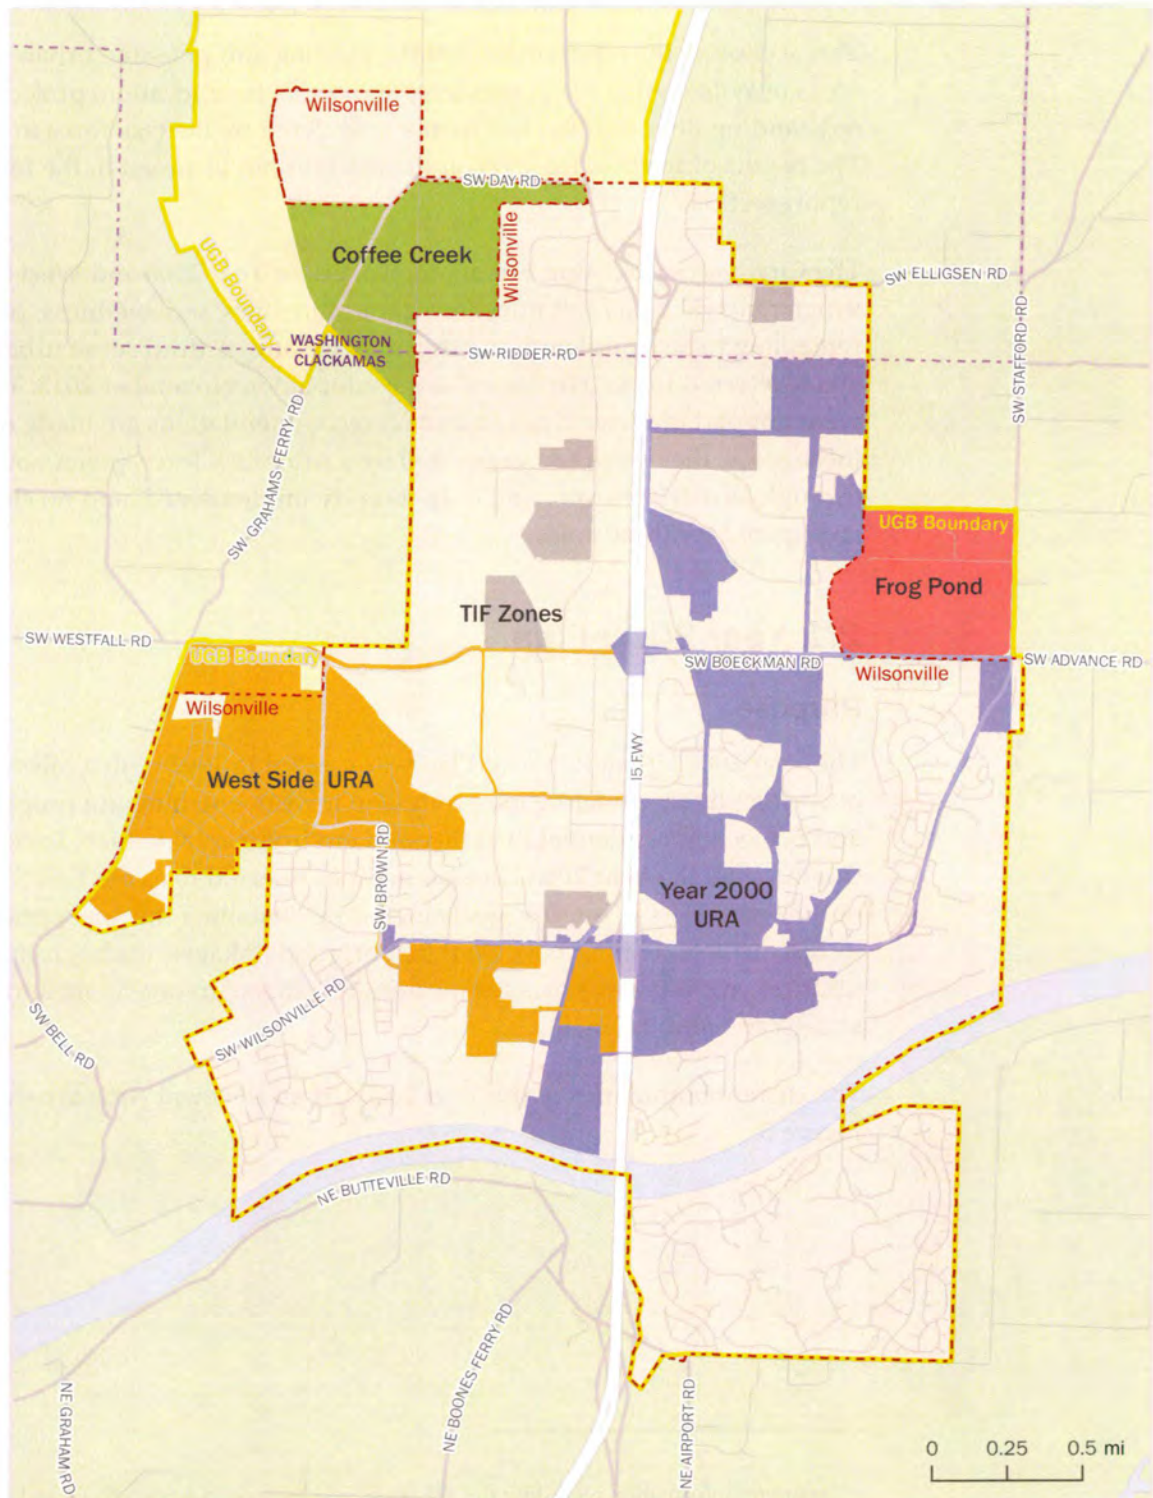 Wilsonville
SW DAY RD
Coffee Creek
Wilsonville
UGB Boundary
SW ELLIGSEN RD
WASHINGTON
CLACKAMAS
SW RIDDER RD
SW STAFFORD RD
SW GRAHAMS FERRY RD
UGB Boundary
Frog Pond
TIF Zones
SW WESTFALL RD
UGB Boundary
SW BOECKMAN RD
SW ADVANCE RD
Wilsonville
Wilsonville
I5 FWY
West Side URA
SW BROWN RD
Year 2000
URA
SW WILSONVILLE RD
SW BELL RD
NE BUTTEVILLE RD
NE BOONES FERRY RD
NE GRAHAM RD
NE AIRPORT RD
0 0.25 0.5 mi